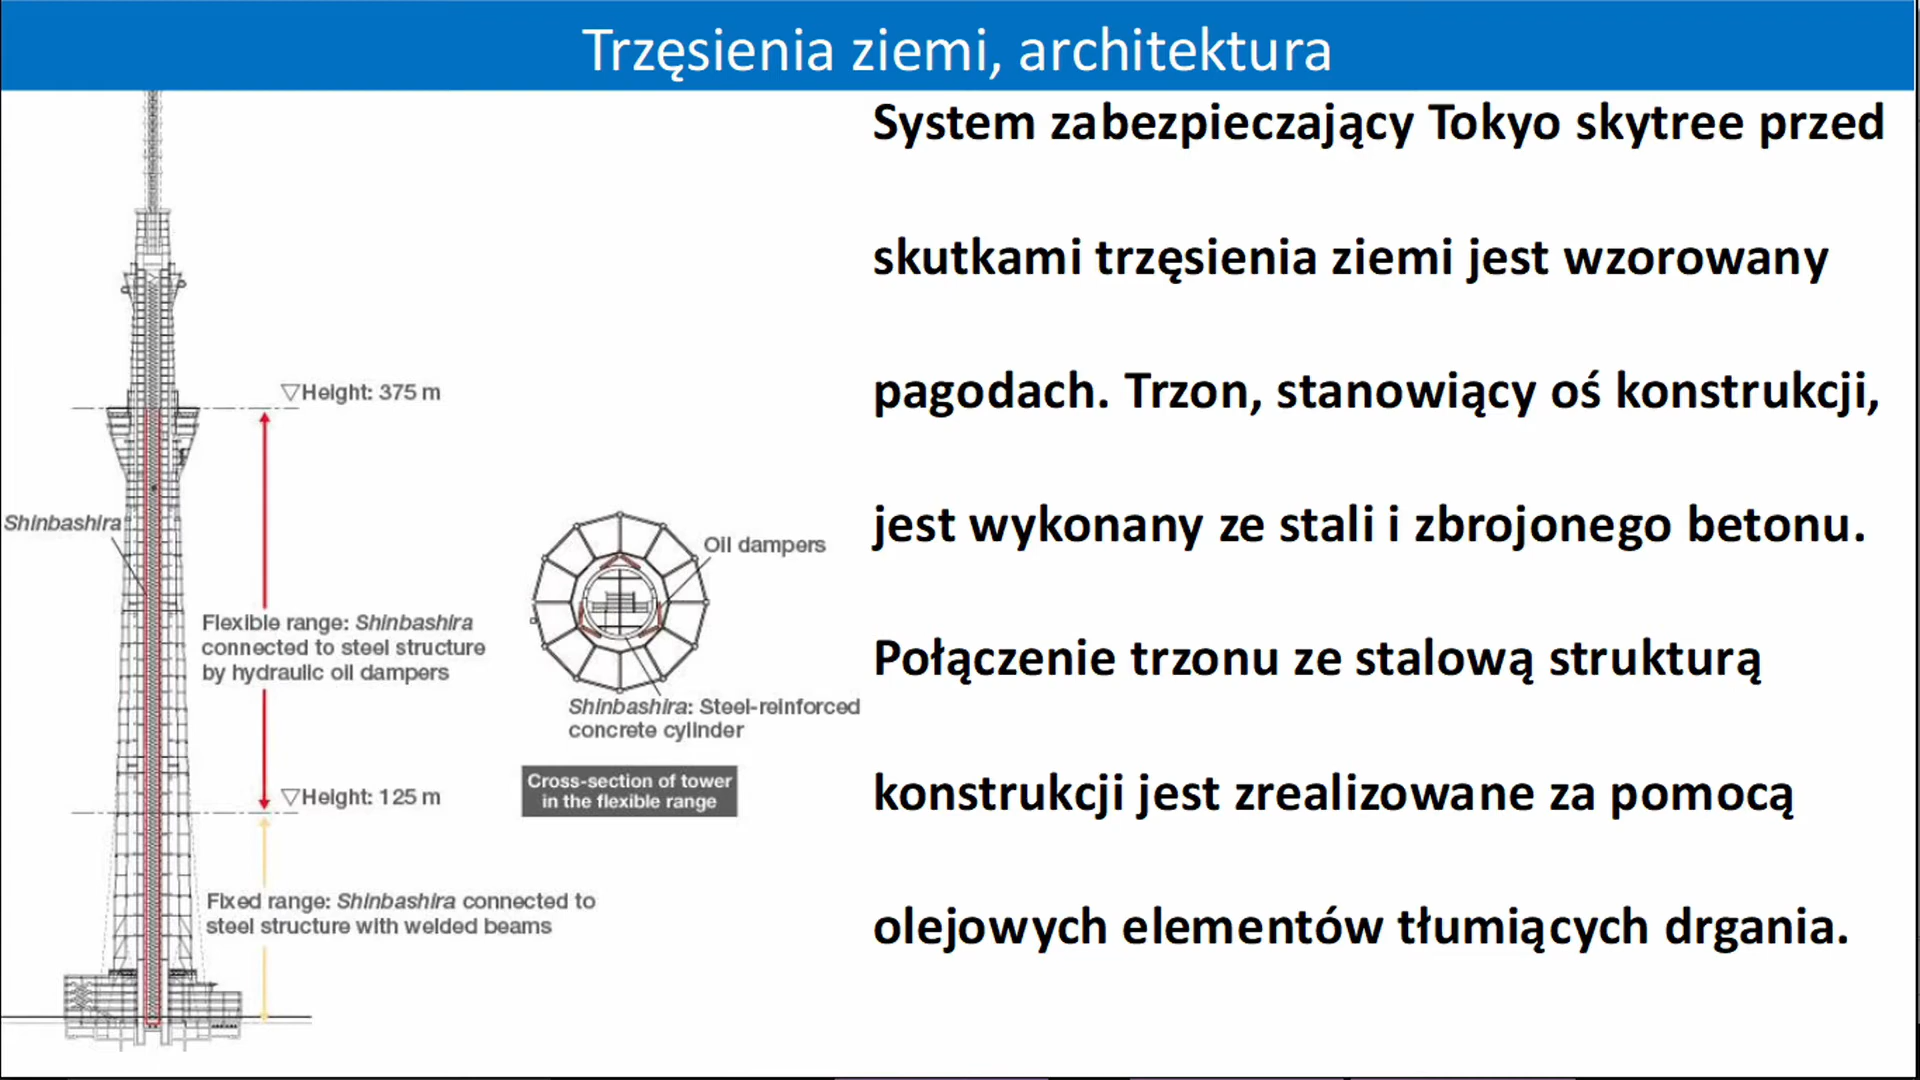 Trzęsienia ziemi, architektura
System zabezpieczający Tokyo skytree przed
skutkami trzęsienia ziemi jest wzorowany
pagodach. Trzon, stanowiący oś konstrukcji,
jest wykonany ze stali i zbrojonego betonu.
Połączenie trzonu ze stalową strukturą
konstrukcji jest zrealizowane za pomocą
olejowych elementów tłumiących drgania.
▽Height: 375 m
Shinbashira
Flexible range: Shinbashira
connected to steel structure
by hydraulic oil dampers
▽Height: 125 m
Fixed range: Shinbashira connected to
steel structure with welded beams
Oil dampers
Shinbashira: Steel-reinforced
concrete cylinder
Cross-section of tower
in the flexible range